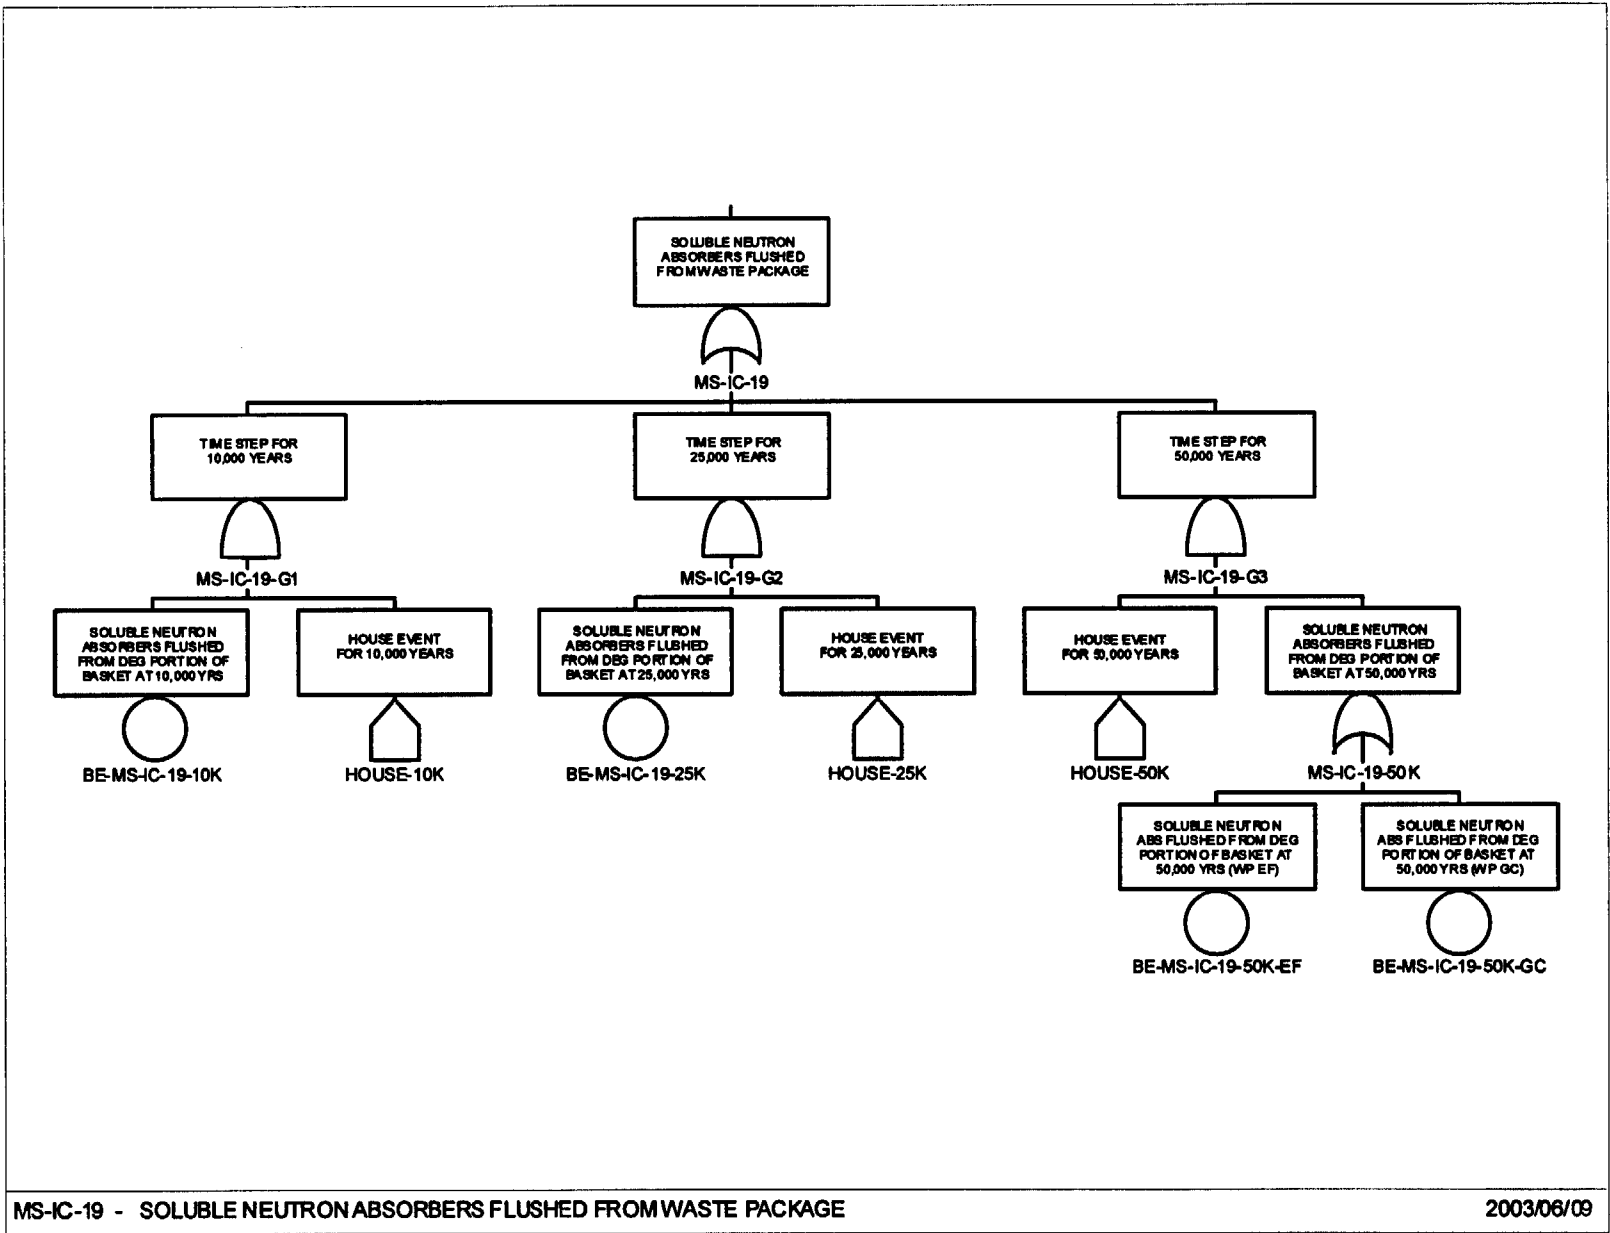 SOLUBLE NEUTRON
ABSORBERS FLUSHED
FROM WASTE PACKAGE
MS-IC-19
TIME STEP FOR
10,000 YEARS
TIME STEP FOR
25,000 YEARS
TIME STEP FOR
50,000 YEARS
MS-IC-19-G1
MS-IC-19-G2
MS-IC-19-G3
SOLUBLE NEUTRON
ABSORBERS FLUSHED
FROM DEG PORTION OF
BASKET AT 10,000 YRS
HOUSE EVENT
FOR 10,000 YEARS
SOLUBLE NEUTRON
ABSORBERS FLUSHED
FROM DEG PORTION OF
BASKET AT 25,000 YRS
HOUSE EVENT
FOR 25,000 YEARS
HOUSE EVENT
FOR 50,000 YEARS
SOLUBLE NEUTRON
ABSORBERS FLUSHED
FROM DEG PORTION OF
BASKET AT 50,000 YRS
BE-MS-IC-19-10K
HOUSE-10K
BE-MS-IC-19-25K
HOUSE-25K
HOUSE-50K
MS-IC-19-50K
SOLUBLE NEUTRON
ABS FLUSHED FROM DEG
PORTION OF BASKET AT
50,000 YRS (WP EF)
SOLUBLE NEUTRON
ABS FLUSHED FROM DEG
PORTION OF BASKET AT
50,000 YRS (WP GC)
BE-MS-IC-19-50K-EF
BE-MS-IC-19-50K-GC
MS-IC-19 - SOLUBLE NEUTRON ABSORBERS FLUSHED FROM WASTE PACKAGE
2003/06/09